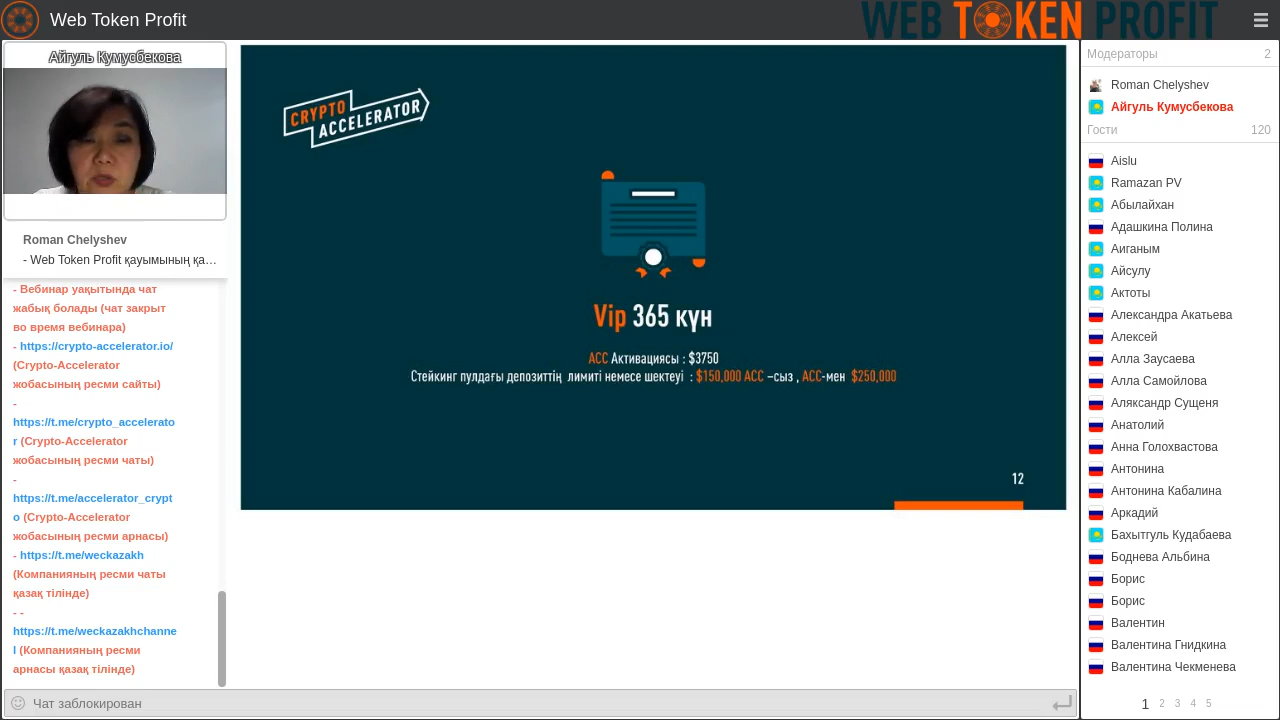 Web Token Profit
WEB TOKEN PROFIT
Айгуль Кумусбекова
Roman Chelyshev
- Web Token Profit қауымының қа…
- Вебинар уақытында чат
жабық болады (чат закрыт
во время вебинара)
- https://crypto-accelerator.io/
(Crypto-Accelerator
жобасының ресми сайты)
-
https://t.me/crypto_accelerato
r (Crypto-Accelerator
жобасының ресми чаты)
-
https://t.me/accelerator_crypt
o (Crypto-Accelerator
жобасының ресми арнасы)
- https://t.me/weckazakh
(Компанияның ресми чаты
қазақ тілінде)
- -
https://t.me/weckazakhchanne
l (Компанияның ресми
арнасы қазақ тілінде)
Чат заблокирован
CRYPTO
ACCELERATOR
Vip 365 күн
ACC Активациясы : $3750
Стейкинг пулдағы депозиттің лимиті немесе шектеуі : $150,000 ACC –сыз , ACC-мен $250,000
12
Модераторы 2
Roman Chelyshev
Айгуль Кумусбекова
Гости 120
Aislu
Ramazan PV
Абылайхан
Адашкина Полина
Аиганым
Айсулу
Актоты
Александра Акатьева
Алексей
Алла Заусаева
Алла Самойлова
Аляксандр Сущеня
Анатолий
Анна Голохвастова
Антонина
Антонина Кабалина
Аркадий
Бахытгуль Кудабаева
Боднева Альбина
Борис
Борис
Валентин
Валентина Гнидкина
Валентина Чекменева
1 2 3 4 5